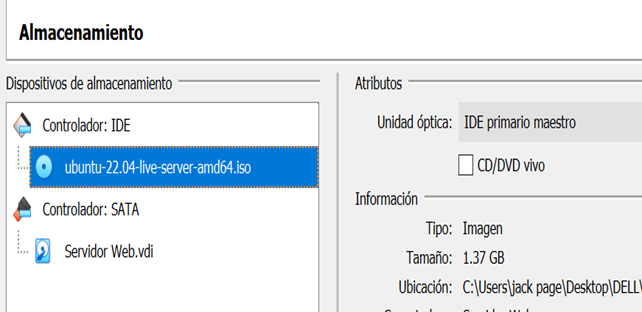 Almacenamiento
Dispositivos de almacenamiento
Controlador: IDE
ubuntu-22.04-live-server-amd64.iso
Controlador: SATA
Servidor Web.vdi
Atributos
Unidad óptica: IDE primario maestro
CD/DVD vivo
Información
Tipo: Imagen
Tamaño: 1.37 GB
Ubicación: C:\Users\jack page\Desktop\DELL\